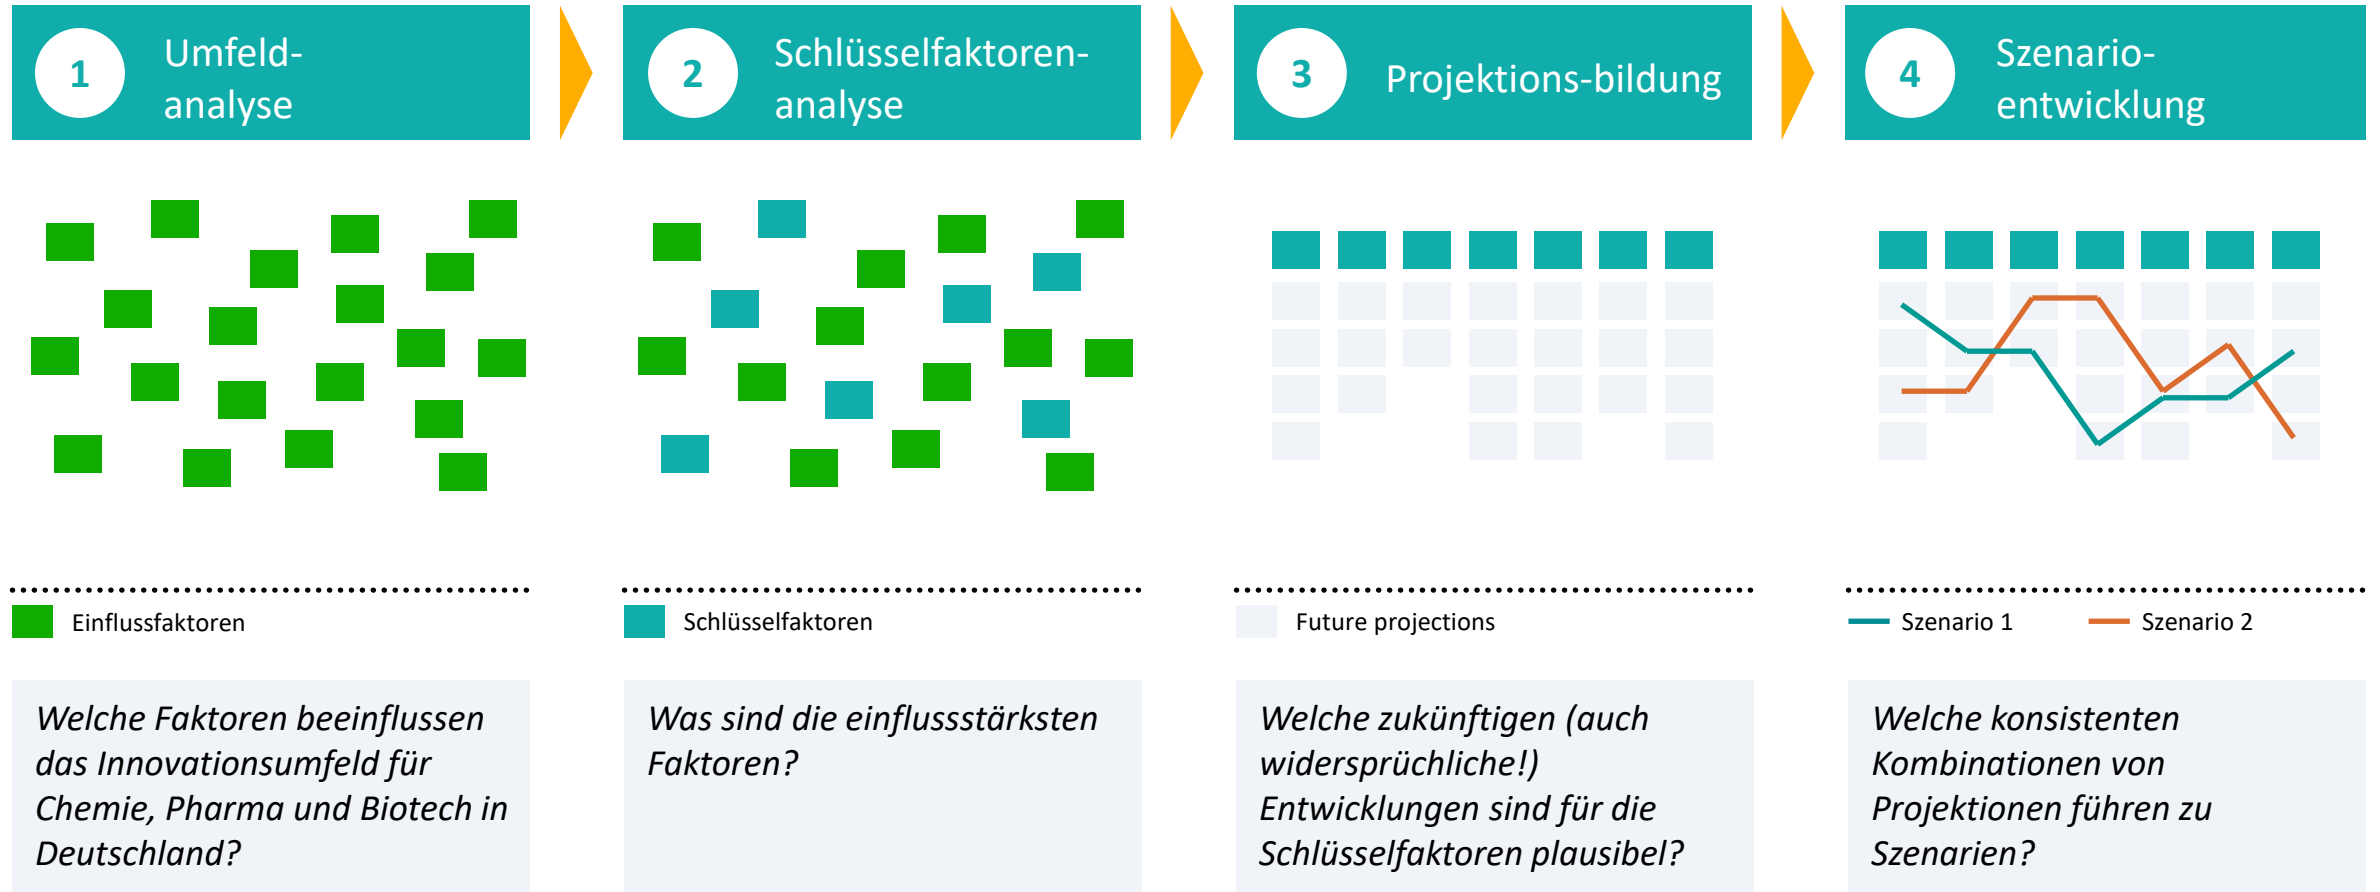 1
Umfeld-
analyse
2
Schlüsselfaktoren-
analyse
3
Projektions-bildung
4
Szenario-
entwicklung
Einflussfaktoren
Schlüsselfaktoren
Future projections
Szenario 1
Szenario 2
Welche Faktoren beeinflussen
das Innovationsumfeld für
Chemie, Pharma und Biotech in
Deutschland?
Was sind die einflussstärksten
Faktoren?
Welche zukünftigen (auch
widersprüchliche!)
Entwicklungen sind für die
Schlüsselfaktoren plausibel?
Welche konsistenten
Kombinationen von
Projektionen führen zu
Szenarien?